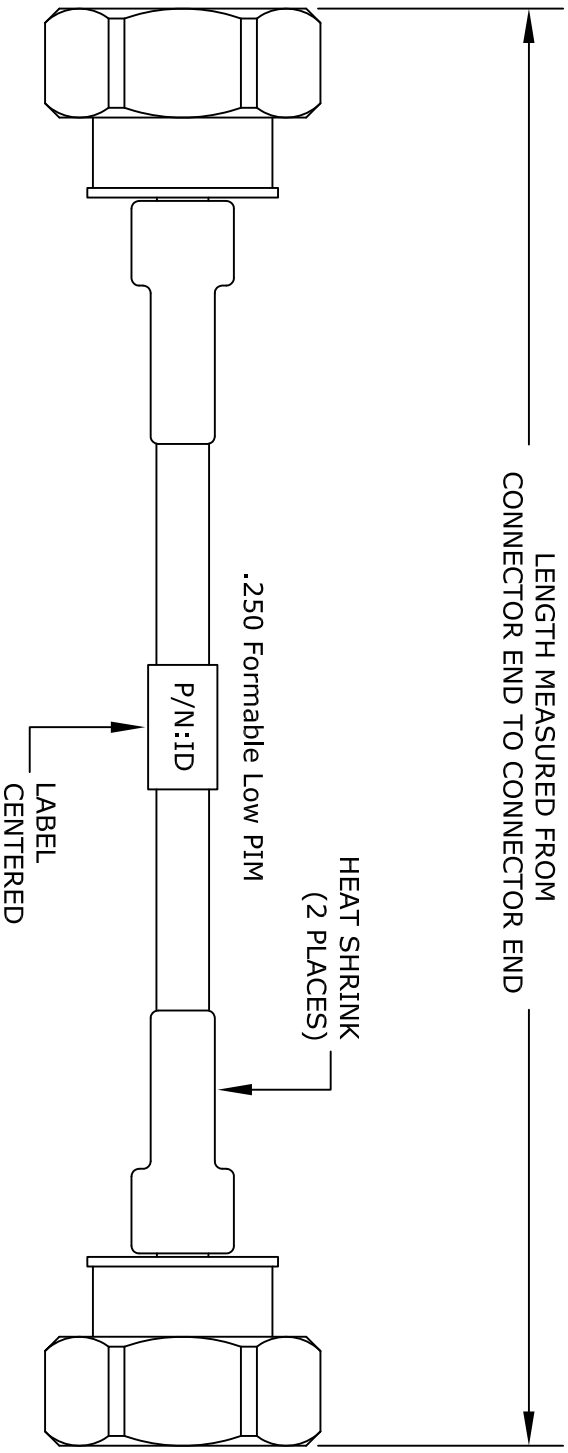 LENGTH MEASURED FROM
CONNECTOR END TO CONNECTOR END
HEAT SHRINK
(2 PLACES)
.250 Formable Low PIM
P/N:ID
LABEL
CENTERED